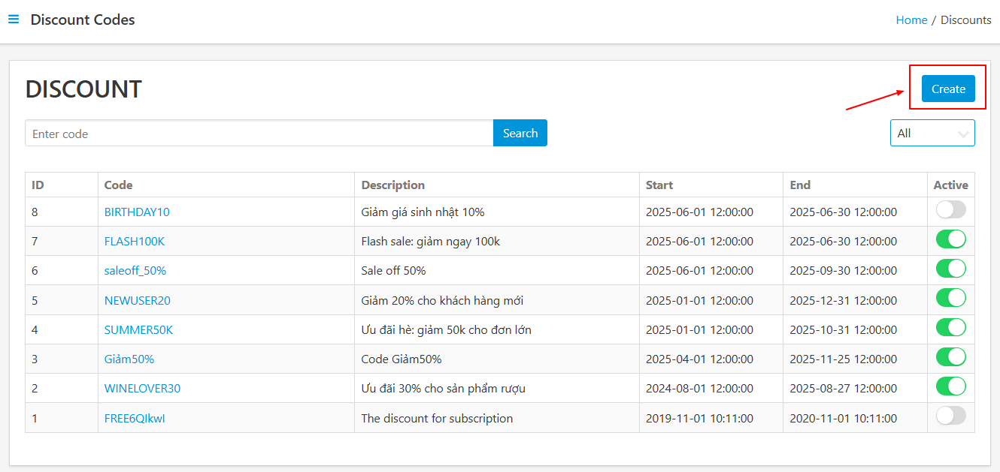 Discount Codes
Home / Discounts
DISCOUNT
Create
Enter code
Search
All
ID Code Description Start End Active
8 BIRTHDAY10 Giảm giá sinh nhật 10% 2025-06-01 12:00:00 2025-06-30 12:00:00
7 FLASH100K Flash sale: giảm ngay 100k 2025-06-01 12:00:00 2025-06-30 12:00:00
6 saleoff_50% Sale off 50% 2025-06-01 12:00:00 2025-09-30 12:00:00
5 NEWUSER20 Giảm 20% cho khách hàng mới 2025-01-01 12:00:00 2025-12-31 12:00:00
4 SUMMER50K Ưu đãi hè: giảm 50k cho đơn lớn 2025-01-01 12:00:00 2025-10-31 12:00:00
3 Giảm50% Code Giảm50% 2025-04-01 12:00:00 2025-11-25 12:00:00
2 WINELOVER30 Ưu đãi 30% cho sản phẩm rượu 2024-08-01 12:00:00 2025-08-27 12:00:00
1 FREE6QIkwI The discount for subscription 2019-11-01 10:11:00 2020-11-01 10:11:00